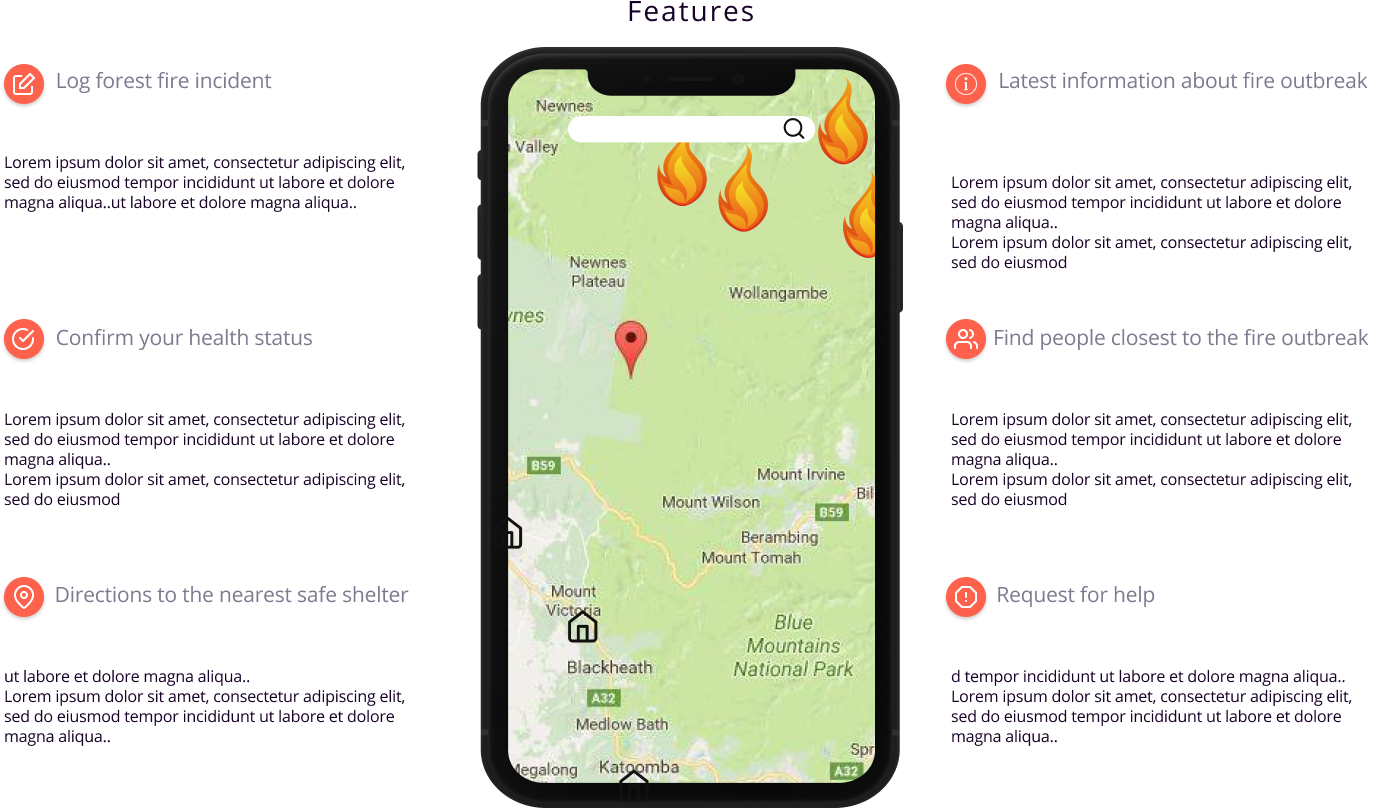 Features
Log forest fire incident
Lorem ipsum dolor sit amet, consectetur adipiscing elit,
sed do eiusmod tempor incididunt ut labore et dolore
magna aliqua..ut labore et dolore magna aliqua..
Confirm your health status
Lorem ipsum dolor sit amet, consectetur adipiscing elit,
sed do eiusmod tempor incididunt ut labore et dolore
magna aliqua..
Lorem ipsum dolor sit amet, consectetur adipiscing elit,
sed do eiusmod
Directions to the nearest safe shelter
ut labore et dolore magna aliqua..
Lorem ipsum dolor sit amet, consectetur adipiscing elit,
sed do eiusmod tempor incididunt ut labore et dolore
magna aliqua..
Newnes
Valley
Newnes
Plateau
Wollangambe
nes
B59
Mount Irvine
Mount Wilson
Bil
B59
Berambing
Mount Tomah
Mount
Victoria
Blue
Mountains
National Park
Blackheath
A32
Medlow Bath
Spr
Megalong
Katoomba
A32
Latest information about fire outbreak
Lorem ipsum dolor sit amet, consectetur adipiscing elit,
sed do eiusmod tempor incididunt ut labore et dolore
magna aliqua..
Lorem ipsum dolor sit amet, consectetur adipiscing elit,
sed do eiusmod
Find people closest to the fire outbreak
Lorem ipsum dolor sit amet, consectetur adipiscing elit,
sed do eiusmod tempor incididunt ut labore et dolore
magna aliqua..
Lorem ipsum dolor sit amet, consectetur adipiscing elit,
sed do eiusmod
Request for help
d tempor incididunt ut labore et dolore magna aliqua..
Lorem ipsum dolor sit amet, consectetur adipiscing elit,
sed do eiusmod tempor incididunt ut labore et dolore
magna aliqua..